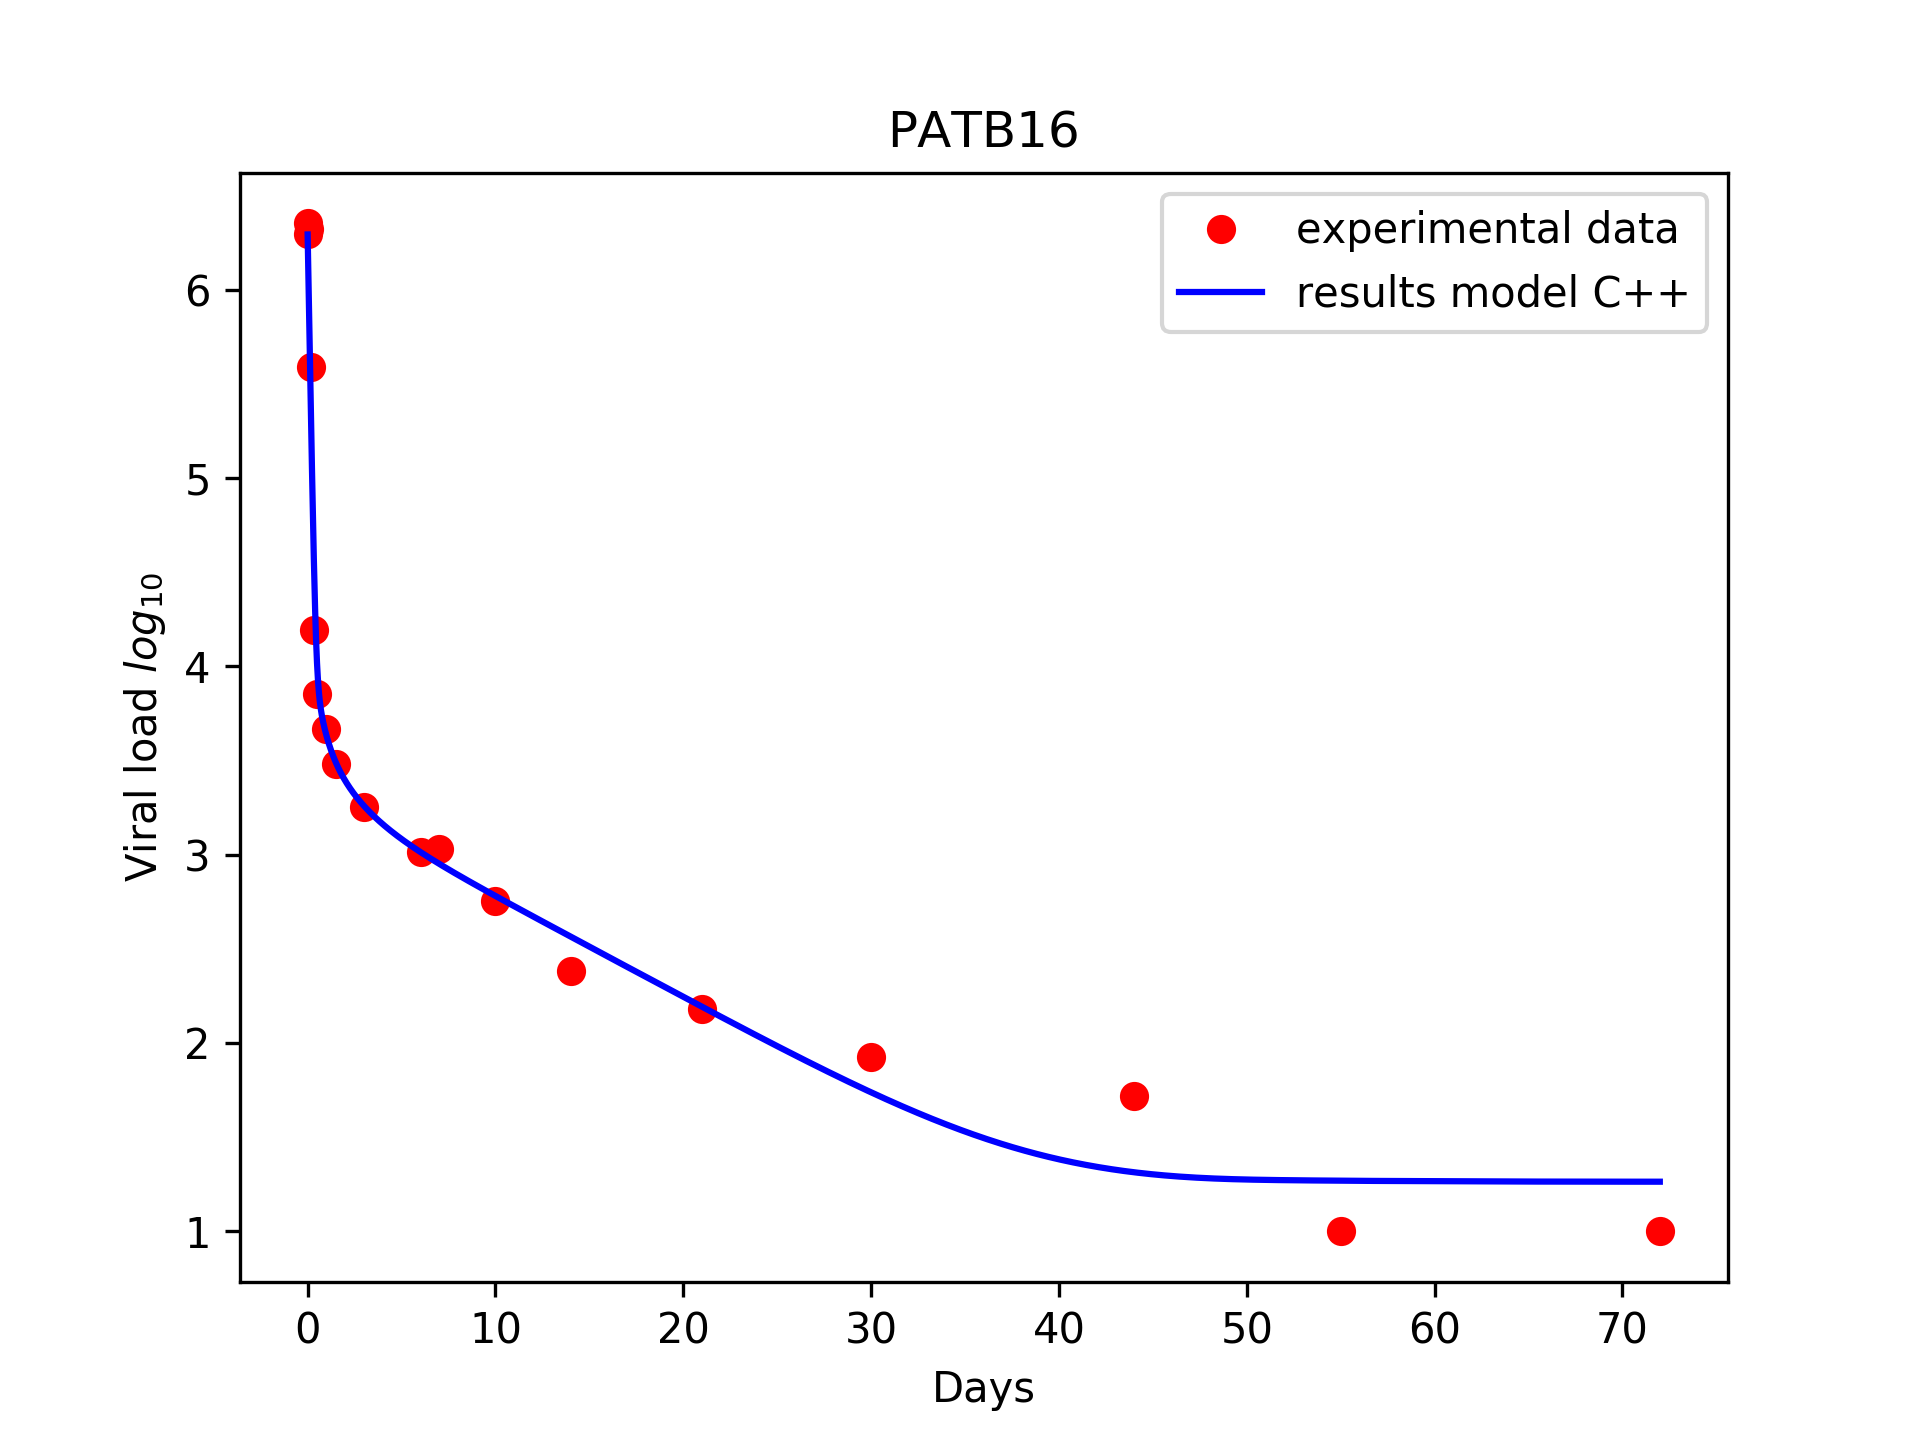 PATB16
experimental data
results model C++
Viral load log₁₀
6
5
4
3
2
1
0 10 20 30 40 50 60 70
Days